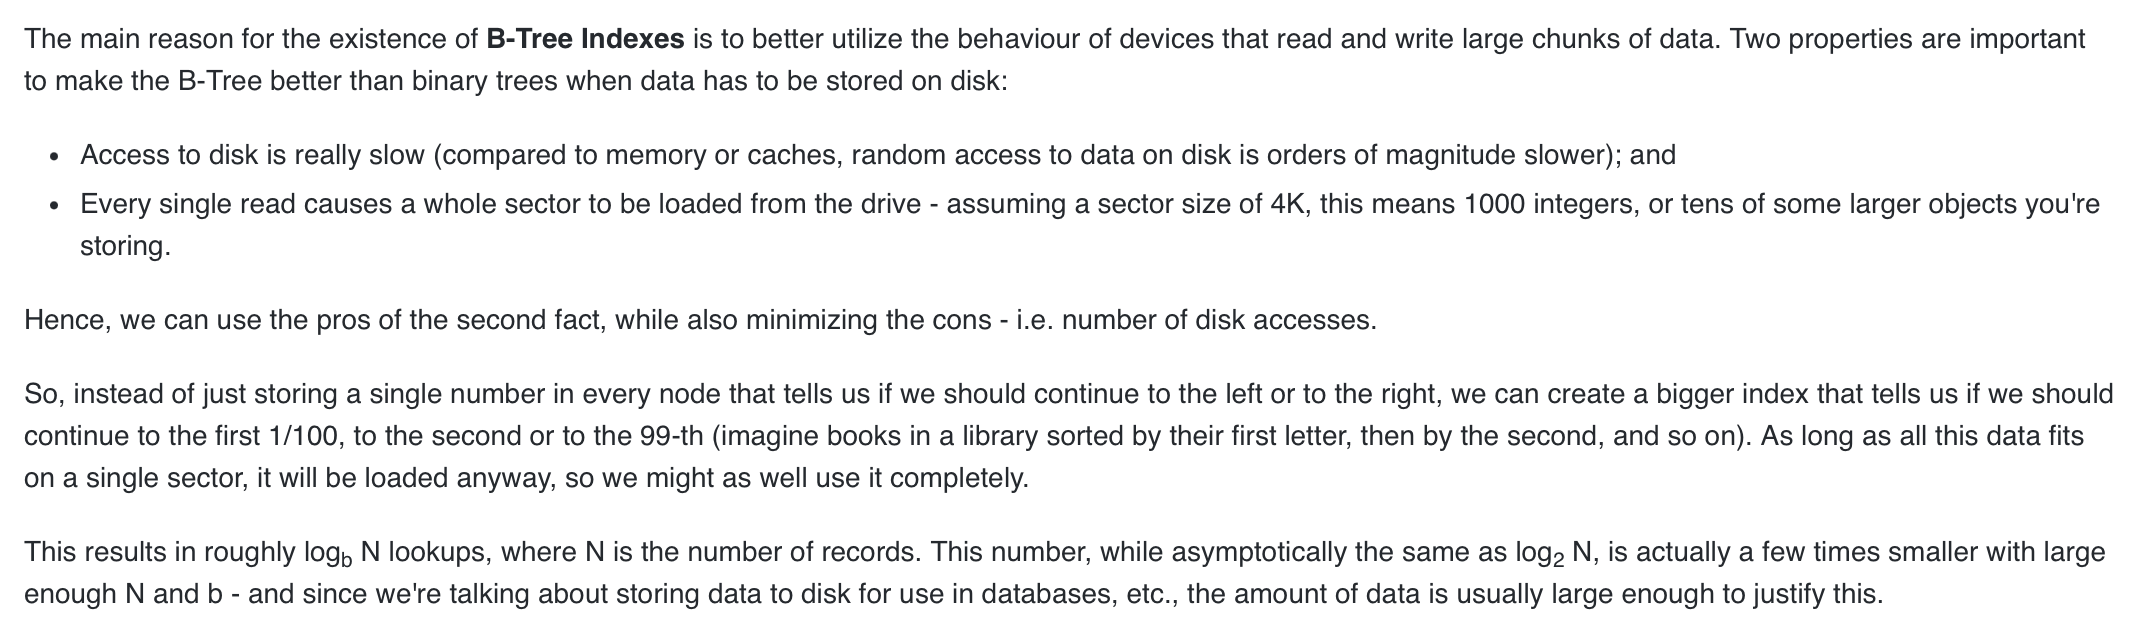 The main reason for the existence of B-Tree Indexes is to better utilize the behaviour of devices that read and write large chunks of data. Two properties are important
to make the B-Tree better than binary trees when data has to be stored on disk:
• Access to disk is really slow (compared to memory or caches, random access to data on disk is orders of magnitude slower); and
• Every single read causes a whole sector to be loaded from the drive - assuming a sector size of 4K, this means 1000 integers, or tens of some larger objects you're
storing.
Hence, we can use the pros of the second fact, while also minimizing the cons - i.e. number of disk accesses.
So, instead of just storing a single number in every node that tells us if we should continue to the left or to the right, we can create a bigger index that tells us if we should
continue to the first 1/100, to the second or to the 99-th (imagine books in a library sorted by their first letter, then by the second, and so on). As long as all this data fits
on a single sector, it will be loaded anyway, so we might as well use it completely.
This results in roughly log_b N lookups, where N is the number of records. This number, while asymptotically the same as log_2 N, is actually a few times smaller with large
enough N and b - and since we're talking about storing data to disk for use in databases, etc., the amount of data is usually large enough to justify this.